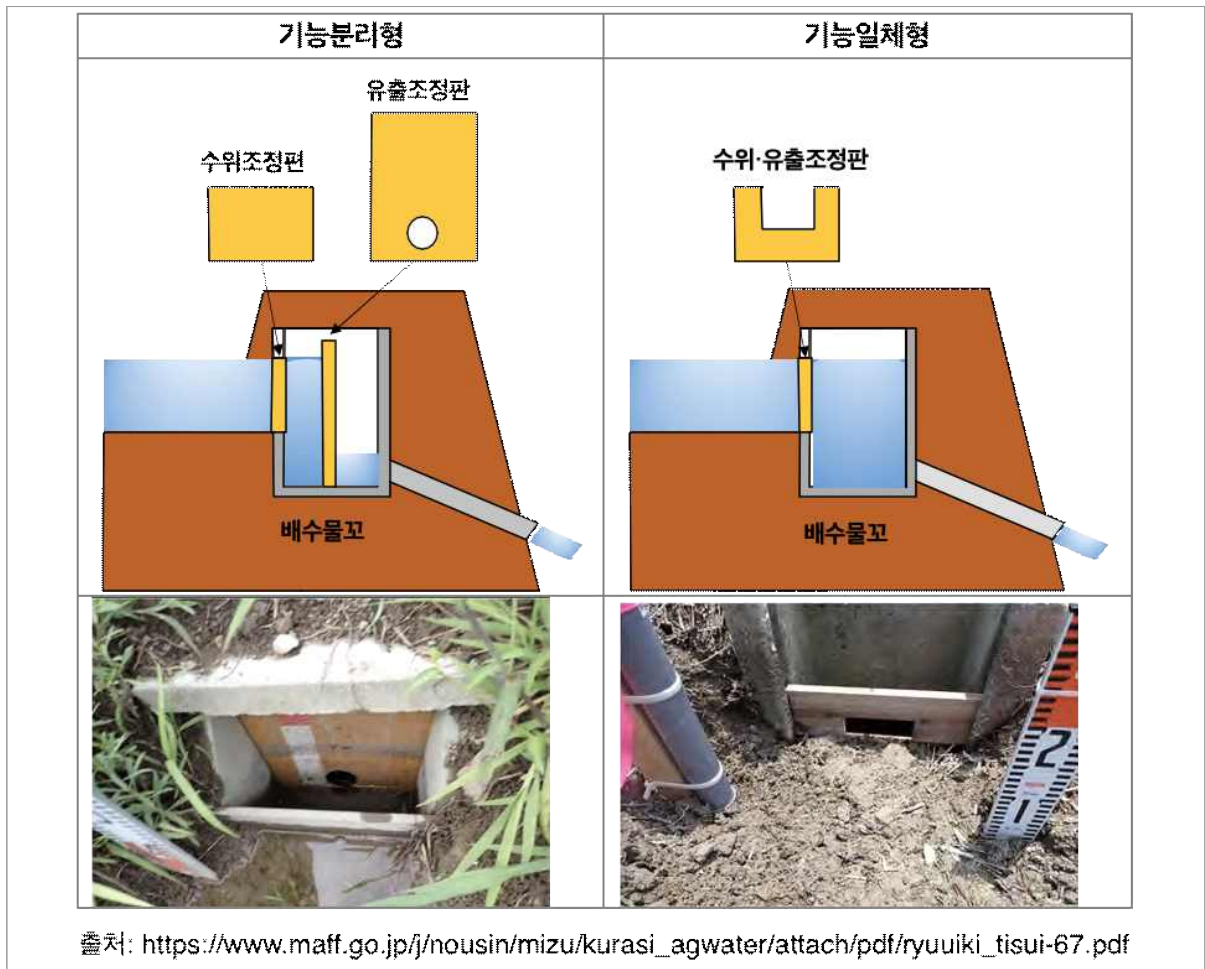 기능분리형
기능일체형
유출조정판
수위조정편
수위·유출조정판
배수물꼬
배수물꼬
2
1
출처: https://www.maff.go.jp/j/nousin/mizu/kurasi_agwater/attach/pdf/ryuuiki_tisui-67.pdf